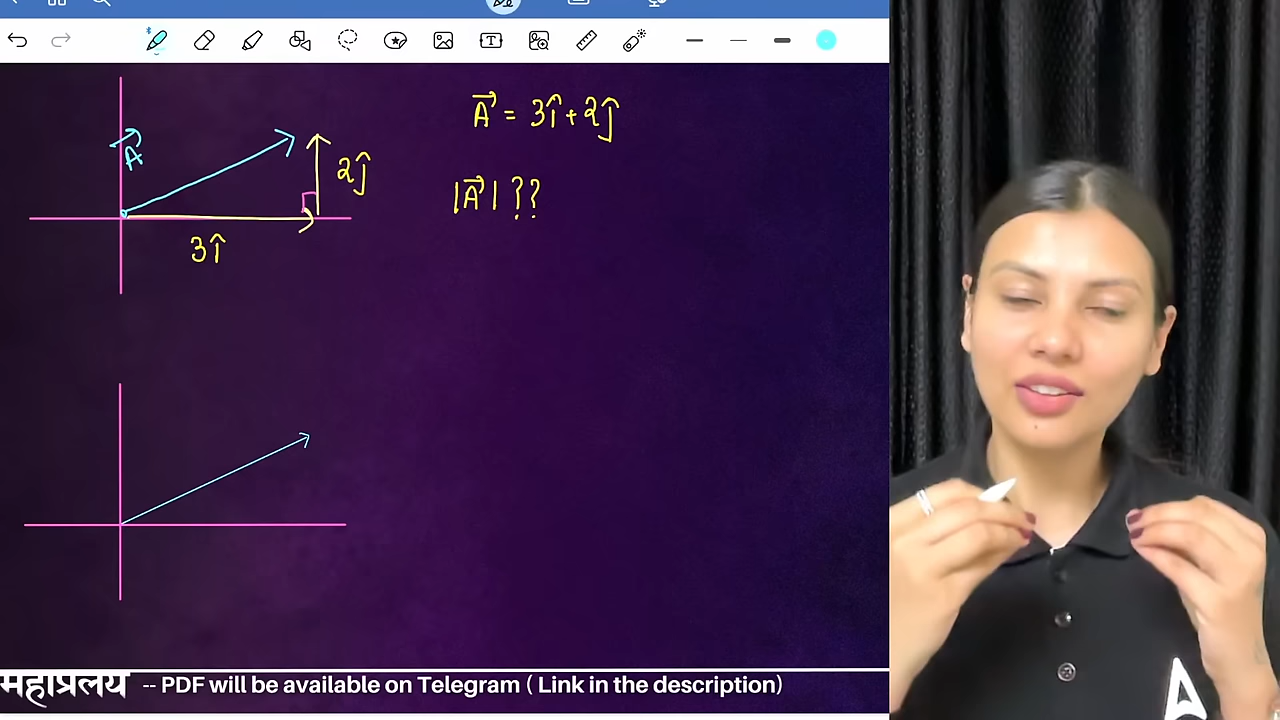 A⃗ = 3î + 2ĵ
A⃗
2ĵ
|A⃗| ??
3î
महाप्रलय -- PDF will be available on Telegram ( Link in the description)